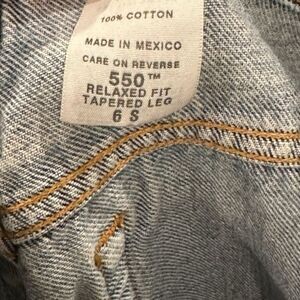 100% COTTON
MADE IN MEXICO
CARE ON REVERSE
550™
RELAXED FIT
TAPERED LEG
6 S